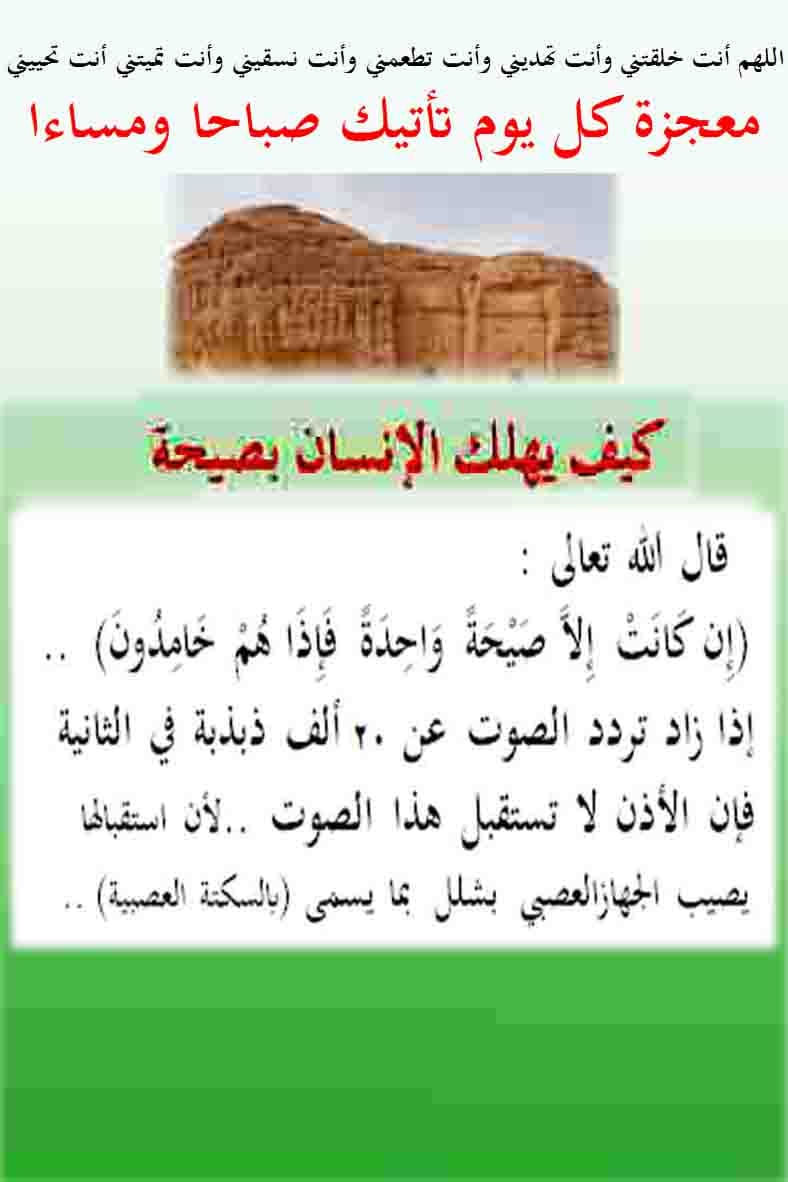 اللهم أنت خلقتني وأنت تهديني وأنت تطعمني وأنت نسقيني وأنت تميتني أنت تحييني
معجزة كل يوم تأتيك صباحا ومساءا
كيف يهلك الإنسان بصيحة
قال الله تعالى :
(إِن كَانَتْ إِلاَّ صَيْحَةً وَاحِدَةً فَإِذَا هُمْ خَامِدُونَ) ..
إذا زاد تردد الصوت عن ٢٠ ألف ذبذبة في الثانية
فإن الأذن لا تستقبل هذا الصوت ..لأن استقبالها
يصيب الجهازالعصبي بشلل بما يسمى (بالسكتة العصبية) ..